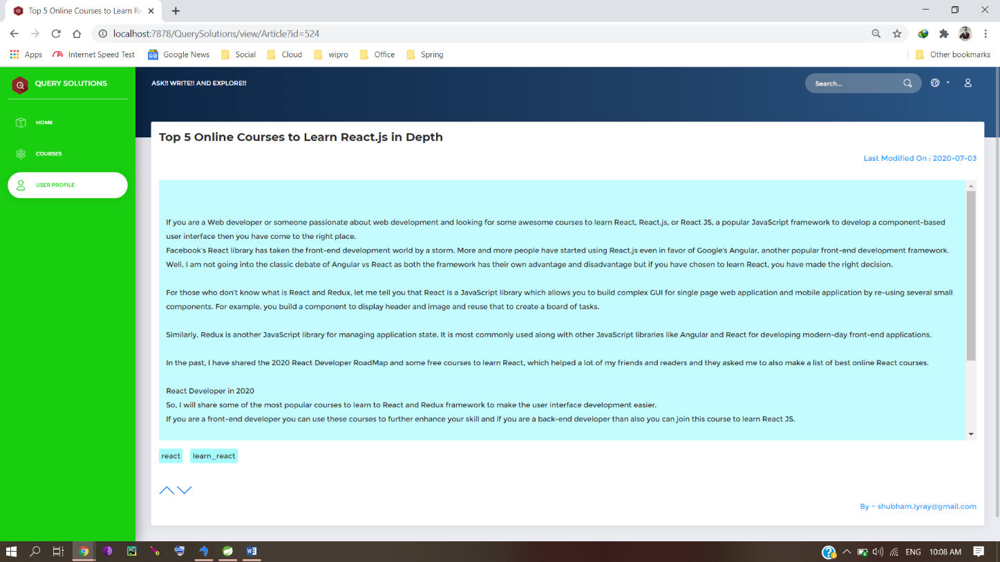 Top 5 Online Courses to Learn Re
localhost:7878/QuerySolutions/view/Article?id=524
Apps Internet Speed Test Google News Social Cloud wipro Office Spring Other bookmarks
QUERY SOLUTIONS
HOME
COURSES
USER PROFILE
ASK!! WRITE!! AND EXPLORE!!
Search...
Top 5 Online Courses to Learn React.js in Depth
Last Modified On : 2020-07-03
If you are a Web developer or someone passionate about web development and looking for some awesome courses to learn React, React.js, or React JS, a popular JavaScript framework to develop a component-based
user interface then you have come to the right place.
Facebook's React library has taken the front-end development world by a storm. More and more people have started using React.js even in favor of Google's Angular, another popular front-end development framework.
Well, I am not going into the classic debate of Angular vs React as both the framework has their own advantage and disadvantage but if you have chosen to learn React, you have made the right decision.
For those who don't know what is React and Redux, let me tell you that React is a JavaScript library which allows you to build complex GUI for single page web application and mobile application by re-using several small
components. For example, you build a component to display header and image and reuse that to create a board of tasks.
Similarly, Redux is another JavaScript library for managing application state. It is most commonly used along with other JavaScript libraries like Angular and React for developing modern-day front-end applications.
In the past, I have shared the 2020 React Developer RoadMap and some free courses to learn React, which helped a lot of my friends and readers and they asked me to also make a list of best online React courses.
React Developer in 2020
So, I will share some of the most popular courses to learn to React and Redux framework to make the user interface development easier.
If you are a front-end developer you can use these courses to further enhance your skill and if you are a back-end developer than also you can join this course to learn React JS.
react learn_react
By ~ shubham.lyray@gmail.com
ENG 10:08 AM